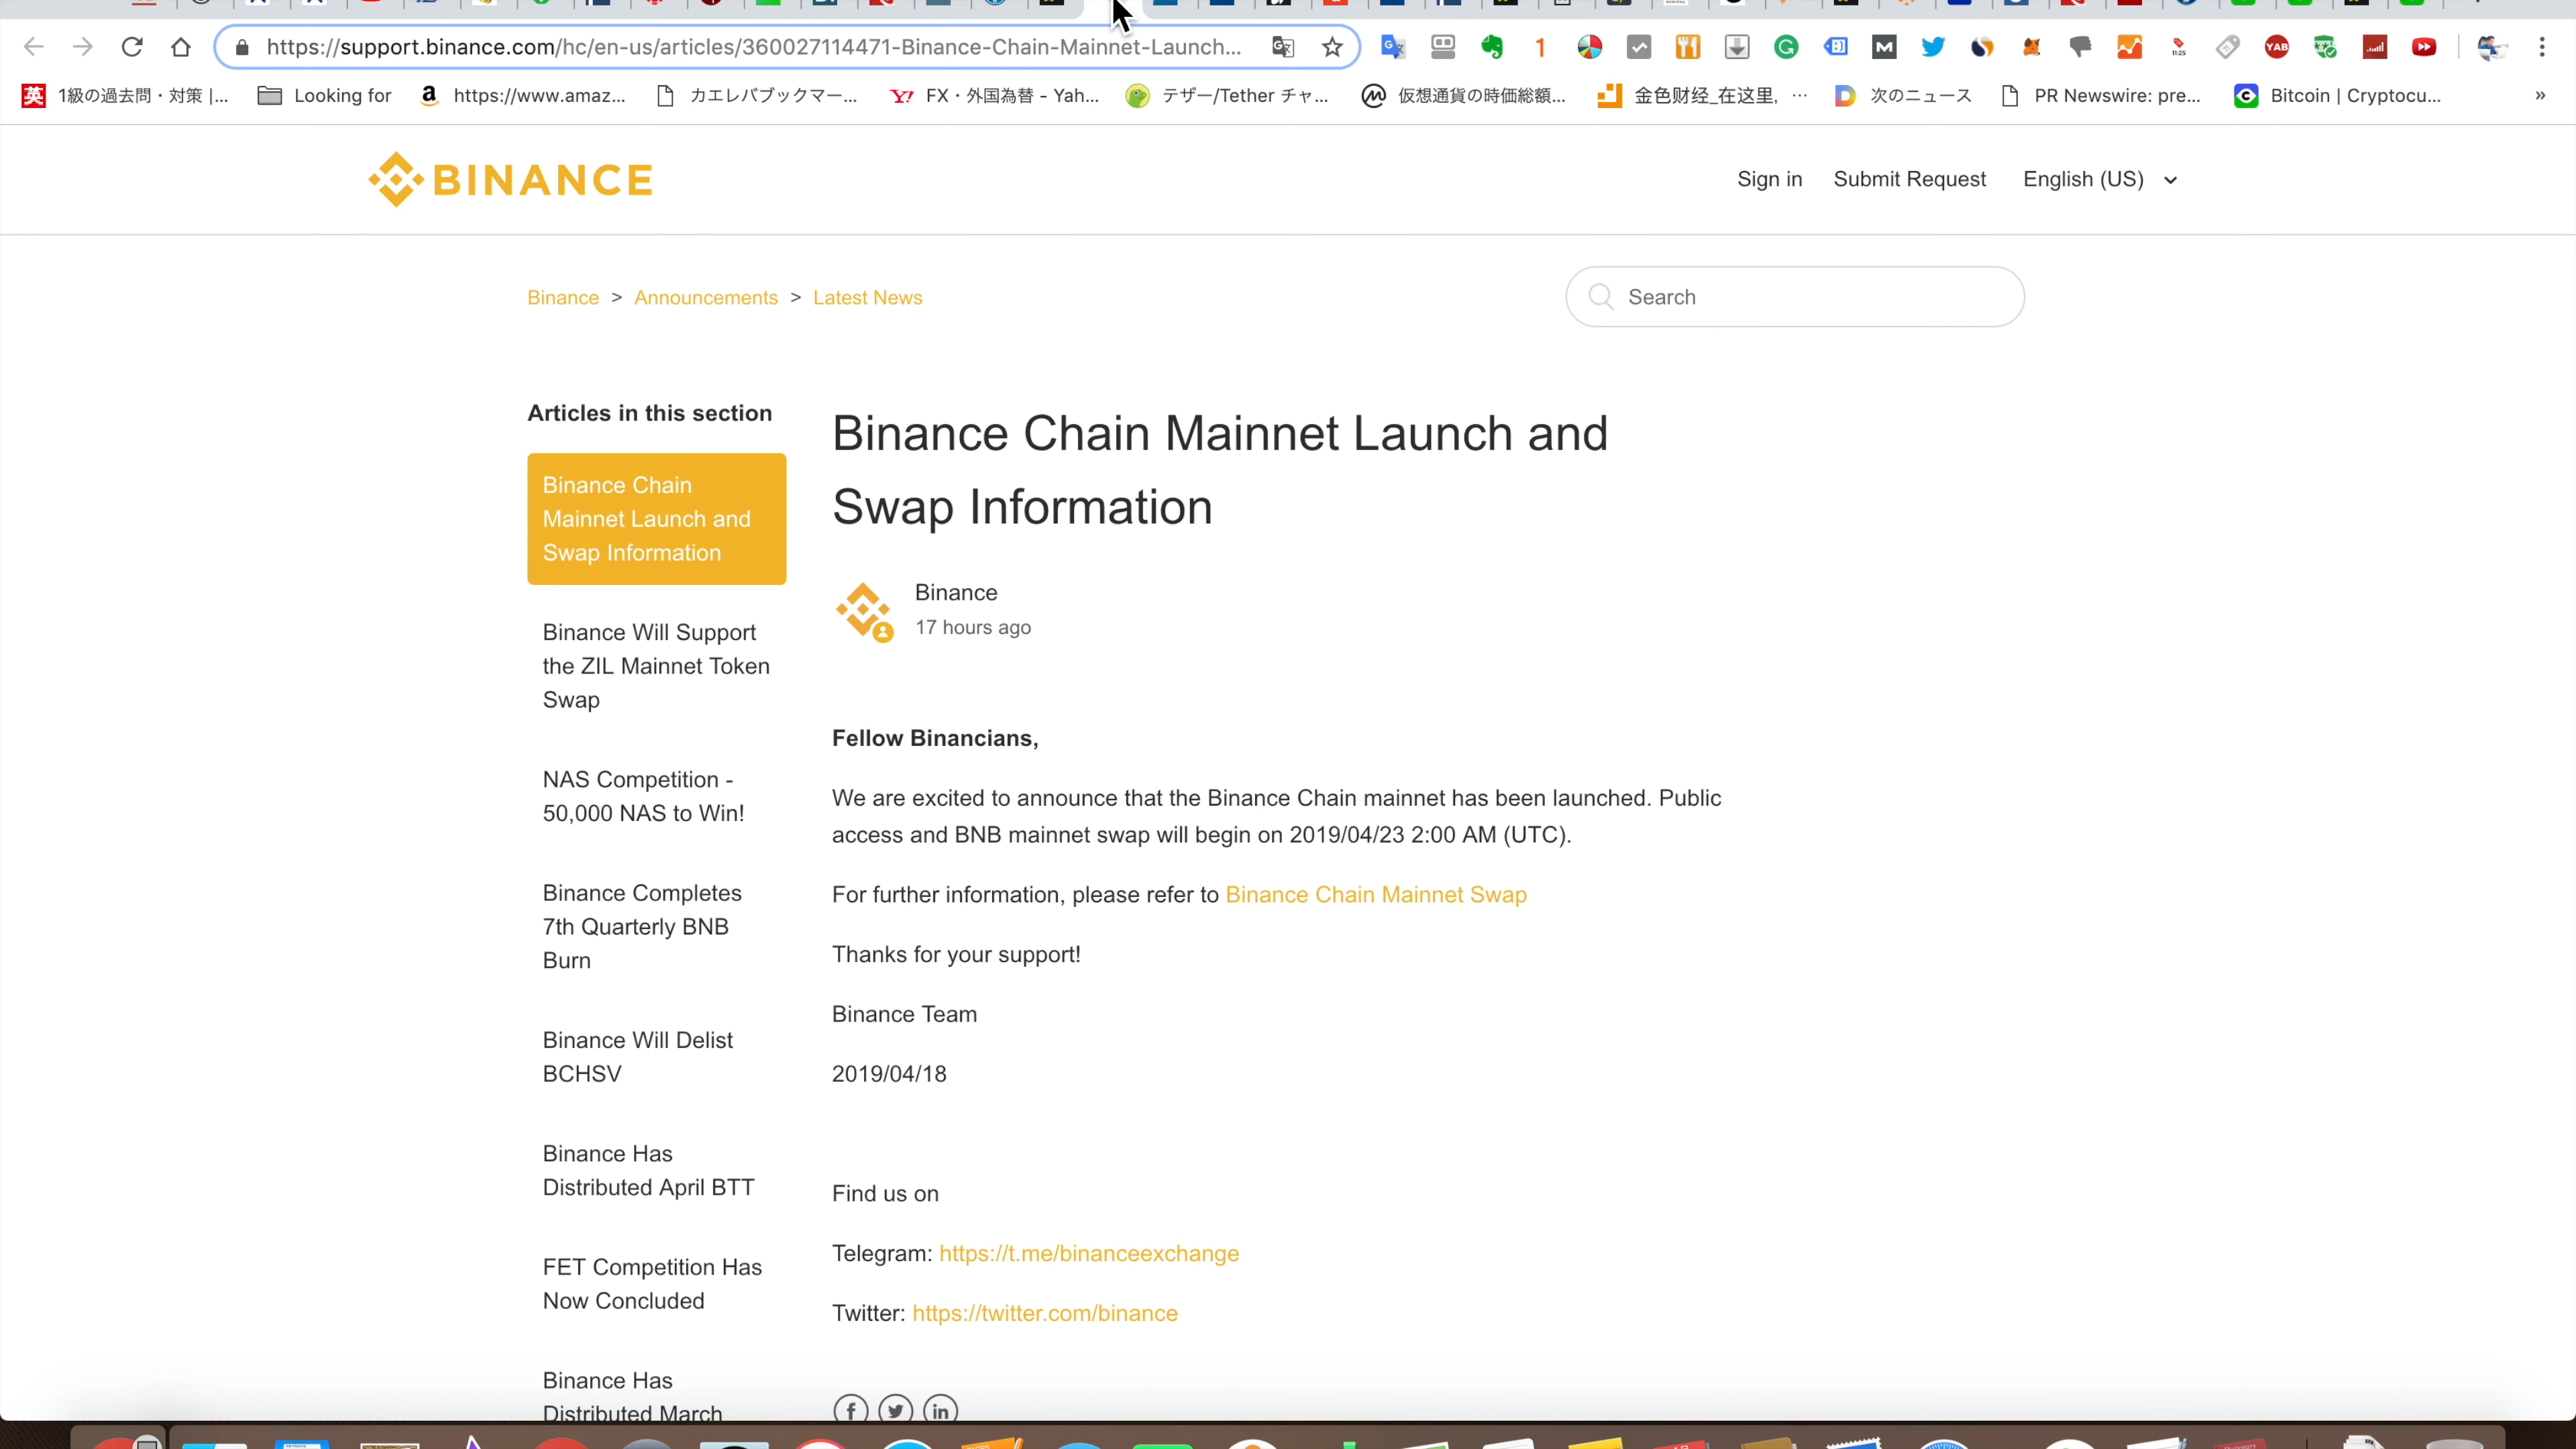 https://support.binance.com/hc/en-us/articles/360027114471-Binance-Chain-Mainnet-Launch...
1級の過去問・対策 |...
Looking for
https://www.amaz...
カエレバブックマー...
FX・外国為替 - Yah...
テザー/Tether チャ...
仮想通貨の時価総額...
金色财经_在这里, ...
次のニュース
PR Newswire: pre...
Bitcoin | Cryptocu...
»
BINANCE
Sign in
Submit Request
English (US)
Binance > Announcements > Latest News
Search
Articles in this section
Binance Chain
Mainnet Launch and
Swap Information
Binance Will Support
the ZIL Mainnet Token
Swap
NAS Competition -
50,000 NAS to Win!
Binance Completes
7th Quarterly BNB
Burn
Binance Will Delist
BCHSV
Binance Has
Distributed April BTT
FET Competition Has
Now Concluded
Binance Has
Distributed March
Binance Chain Mainnet Launch and
Swap Information
Binance
17 hours ago
Fellow Binancians,
We are excited to announce that the Binance Chain mainnet has been launched. Public
access and BNB mainnet swap will begin on 2019/04/23 2:00 AM (UTC).
For further information, please refer to Binance Chain Mainnet Swap
Thanks for your support!
Binance Team
2019/04/18
Find us on
Telegram: https://t.me/binanceexchange
Twitter: https://twitter.com/binance